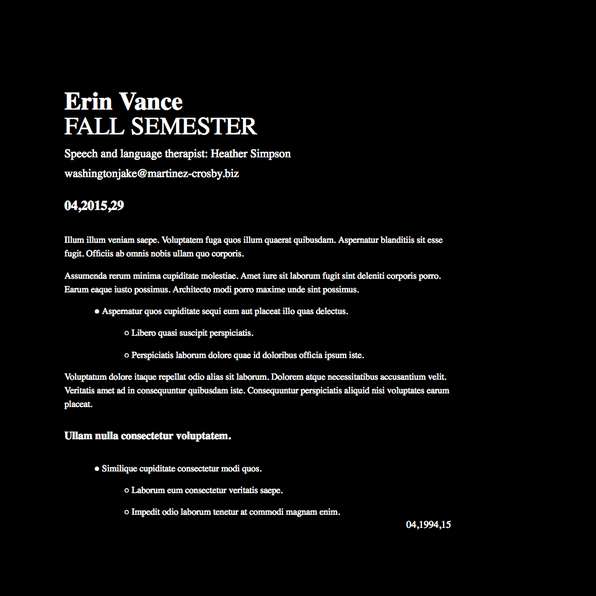 Erin Vance
FALL SEMESTER
Speech and language therapist: Heather Simpson
washingtonjake@martinez-crosby.biz
04,2015,29
Illum illum veniam saepe. Voluptatem fuga quos illum quaerat quibusdam. Aspernatur blanditiis sit esse
fugit. Officiis ab omnis nobis ullam quo corporis.
Assumenda rerum minima cupiditate molestiae. Amet iure sit laborum fugit sint deleniti corporis porro.
Earum eaque iusto possimus. Architecto modi porro maxime unde sint possimus.
• Aspernatur quos cupiditate sequi eum aut placeat illo quas delectus.
○ Libero quasi suscipit perspiciatis.
○ Perspiciatis laborum dolore quae id doloribus officia ipsum iste.
Voluptatum dolore itaque repellat odio alias sit laborum. Dolorem atque necessitatibus accusantium velit.
Veritatis amet ad in consequuntur quibusdam iste. Consequuntur perspiciatis aliquid nisi voluptates earum
placeat.
Ullam nulla consectetur voluptatem.
• Similique cupiditate consectetur modi quos.
○ Laborum eum consectetur veritatis saepe.
○ Impedit odio laborum tenetur at commodi magnam enim.
04,1994,15